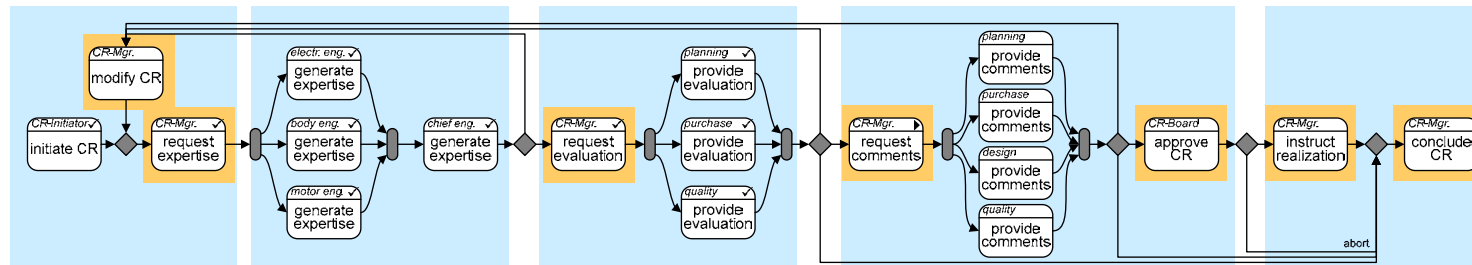 CR-Mgr.
modify CR
CR-Initiator
initiate CR
CR-Mgr.
request
expertise
electr. eng.
generate
expertise
body eng.
generate
expertise
motor eng.
generate
expertise
chief eng.
generate
expertise
CR-Mgr.
request
evaluation
planning
provide
evaluation
purchase
provide
evaluation
quality
provide
evaluation
CR-Mgr.
request
comments
planning
provide
comments
purchase
provide
comments
design
provide
comments
quality
provide
comments
CR-Board
approve
CR
CR-Mgr.
instruct
realization
CR-Mgr.
conclude
CR
abort